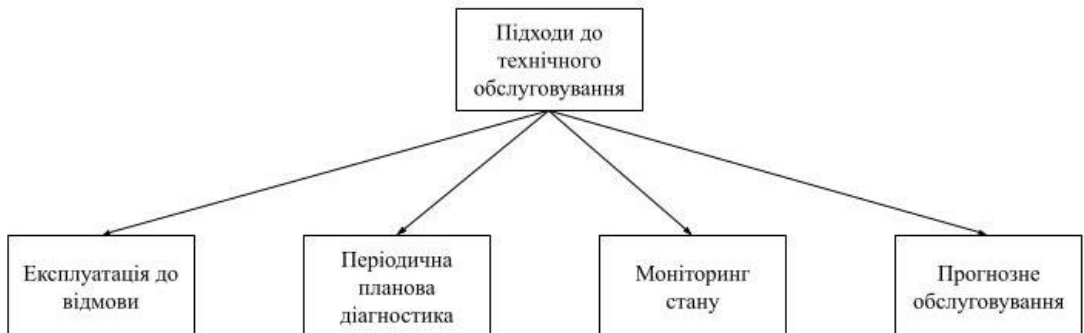 Підходи до
технічного
обслуговування
Експлуатація до
відмови
Періодична
планова
діагностика
Моніторинг
стану
Прогнозне
обслуговування